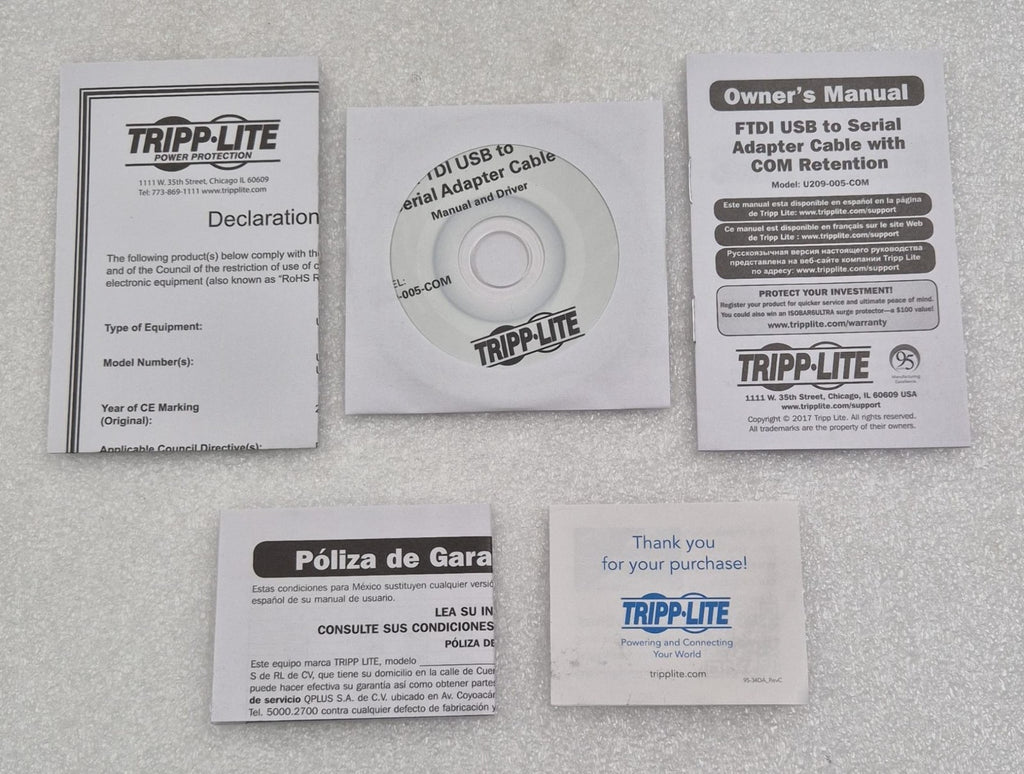 TRIPP·LITE
POWER PROTECTION
1111 W. 35th Street, Chicago IL 60609
Tel: 773-869-1111 www.tripplite.com
Declaration
The following product(s) below comply with th
and of the Council of the restriction of use of
electronic equipment (also known as "RoHS R
Type of Equipment:
Model Number(s):
Year of CE Marking
(Original):
Applicable Council Directive(s):
TDI USB to
erial Adapter Cable
Manual and Driver
EL:
-005-COM
TRIPP·LITE
Owner's Manual
FTDI USB to Serial
Adapter Cable with
COM Retention
Model: U209-005-COM
Este manual esta disponible en español en la página
de Tripp Lite: www.tripplite.com/support
Ce manuel est disponible en français sur le site Web
de Tripp Lite : www.tripplite.com/support
Русскоязычная версия настоящего руководства
представлена на веб-сайте компании Tripp Lite
по адресу: www.tripplite.com/support
PROTECT YOUR INVESTMENT!
Register your product for quicker service and ultimate peace of mind.
You could also win an ISOBAR6ULTRA surge protector—a $100 value!
www.tripplite.com/warranty
TRIPP·LITE
95
Manufacturing
Excellence.
1111 W. 35th Street, Chicago, IL 60609 USA
www.tripplite.com/support
Copyright © 2017 Tripp Lite. All rights reserved.
All trademarks are the property of their owners.
Póliza de Gara
Estas condiciones para México sustituyen cualquier versió
español de su manual de usuario.
LEA SU IN
CONSULTE SUS CONDICIONES
PÓLIZA DE
Este equipo marca TRIPP LITE, modelo
S de RL de CV, que tiene su domicilio en la calle de Cue
puede hacer efectiva su garantía así como obtener parte
de servicio QPLUS S.A. de C.V. ubicado en Av. Coyoacá
Tel. 5000.2700 contra cualquier defecto de fabricación y
Thank you
for your purchase!
TRIPP·LITE
Powering and Connecting
Your World
tripplite.com